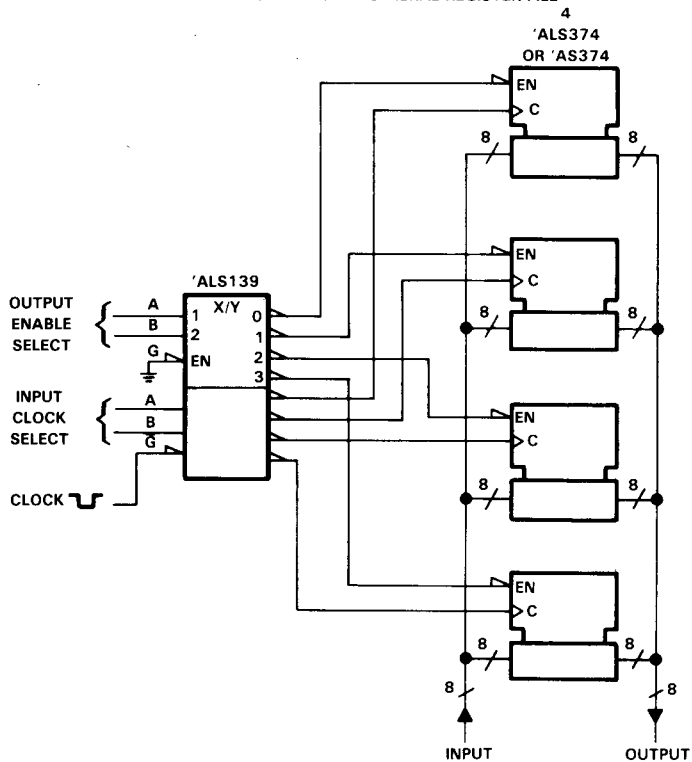 4
'ALS374
OR 'AS374
EN
C
8
8
'ALS139
X/Y
OUTPUT
ENABLE
SELECT
A
B
G
1
2
EN
0
1
2
3
INPUT
CLOCK
SELECT
A
B
G
CLOCK
EN
C
8
8
EN
C
8
8
EN
C
8
8
8
8
INPUT
OUTPUT